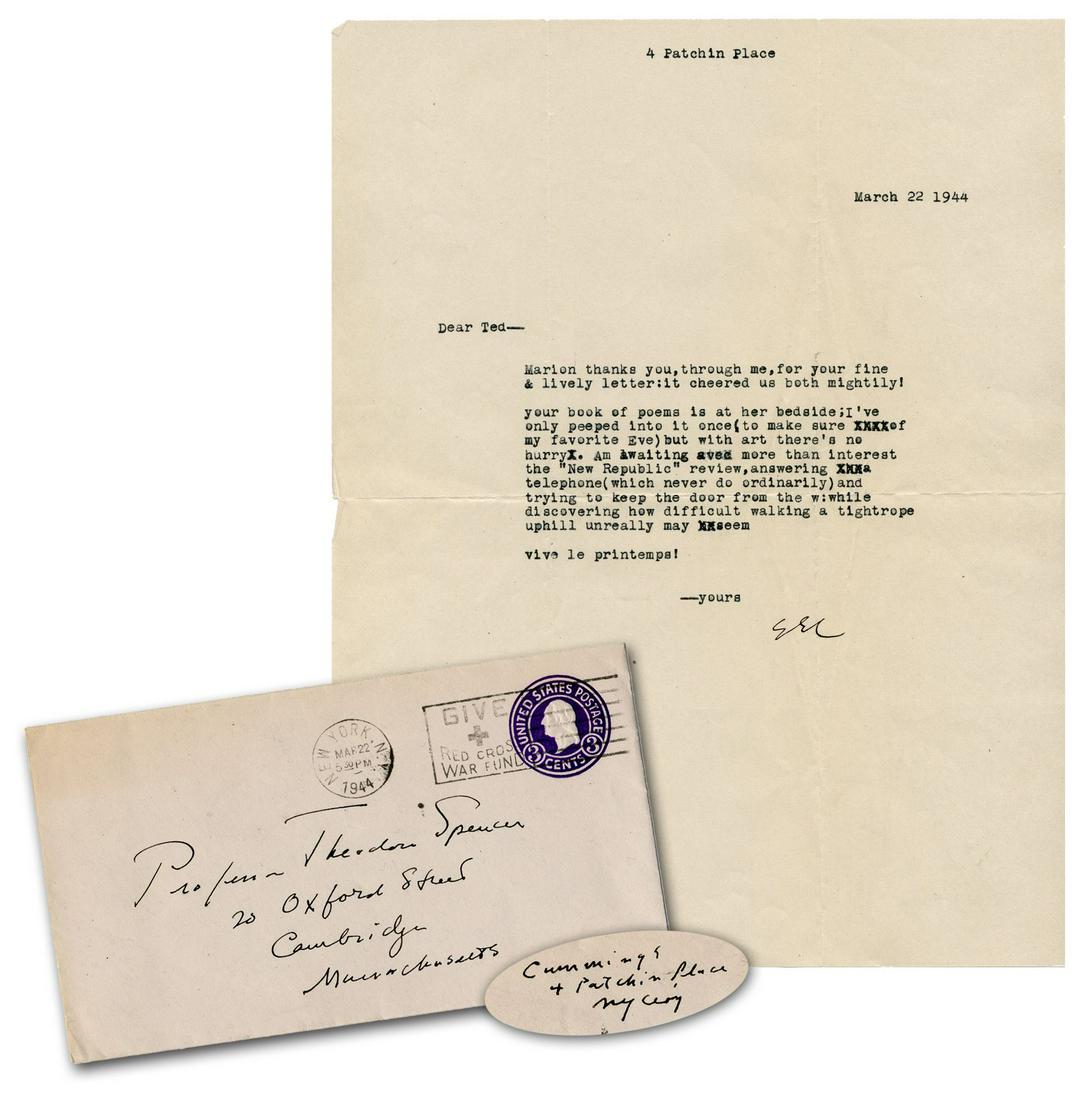 4 Patchin Place
March 22 1944
Dear Ted—
Marion thanks you,through me,for your fine
& lively letter:it cheered us both mightily!
your book of poems is at her bedside;I've
only peeped into it once(to make sure XXXXof
my favorite Eve)but with art there's no
hurryX. Am awaiting more than interest
the "New Republic" review,answering XXXa
telephone(which never do ordinarily)and
trying to keep the door from the w:while
discovering how difficult walking a tightrope
uphill unreally may XXseem
vive le printemps!
—yours
EEC
NEW YORK N.Y.
MAR 22
5 30 PM
1944
GIVE
RED CROSS
WAR FUND
UNITED STATES POSTAGE
3 CENTS 3
Professor Theodore Spencer
20 Oxford Street
Cambridge
Massachusetts
Cummings
4 Patchin Place
NY City